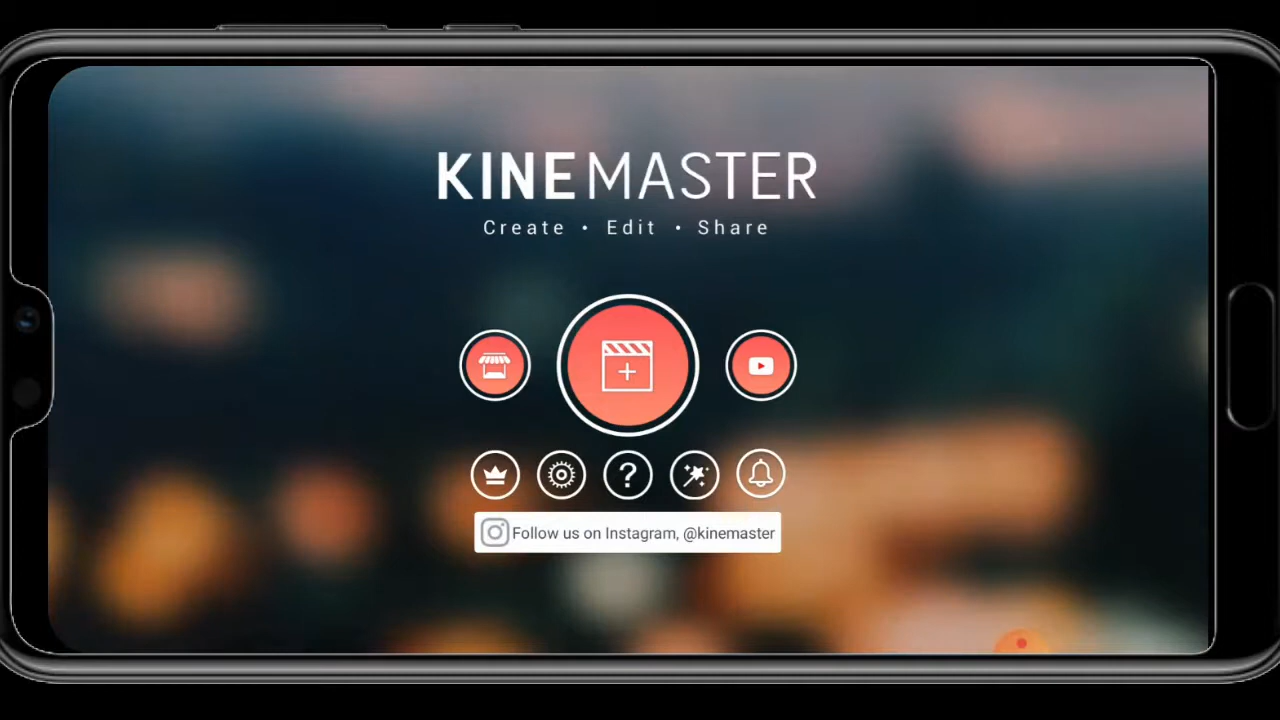 KINEMASTER
Create • Edit • Share
?
Follow us on Instagram, @kinemaster